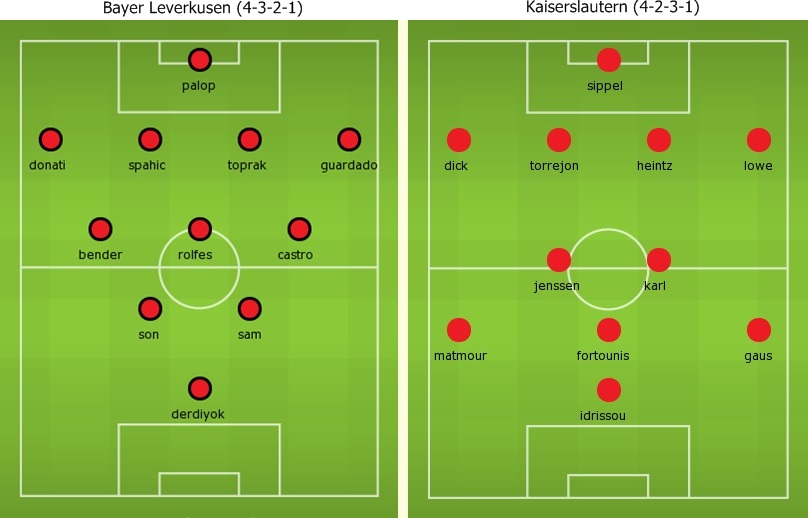 Bayer Leverkusen (4-3-2-1)
palop
donati spahic toprak guardado
bender rolfes castro
son sam
derdiyok
Kaiserslautern (4-2-3-1)
sippel
dick torrejon heintz lowe
jenssen karl
matmour fortounis gaus
idrissou